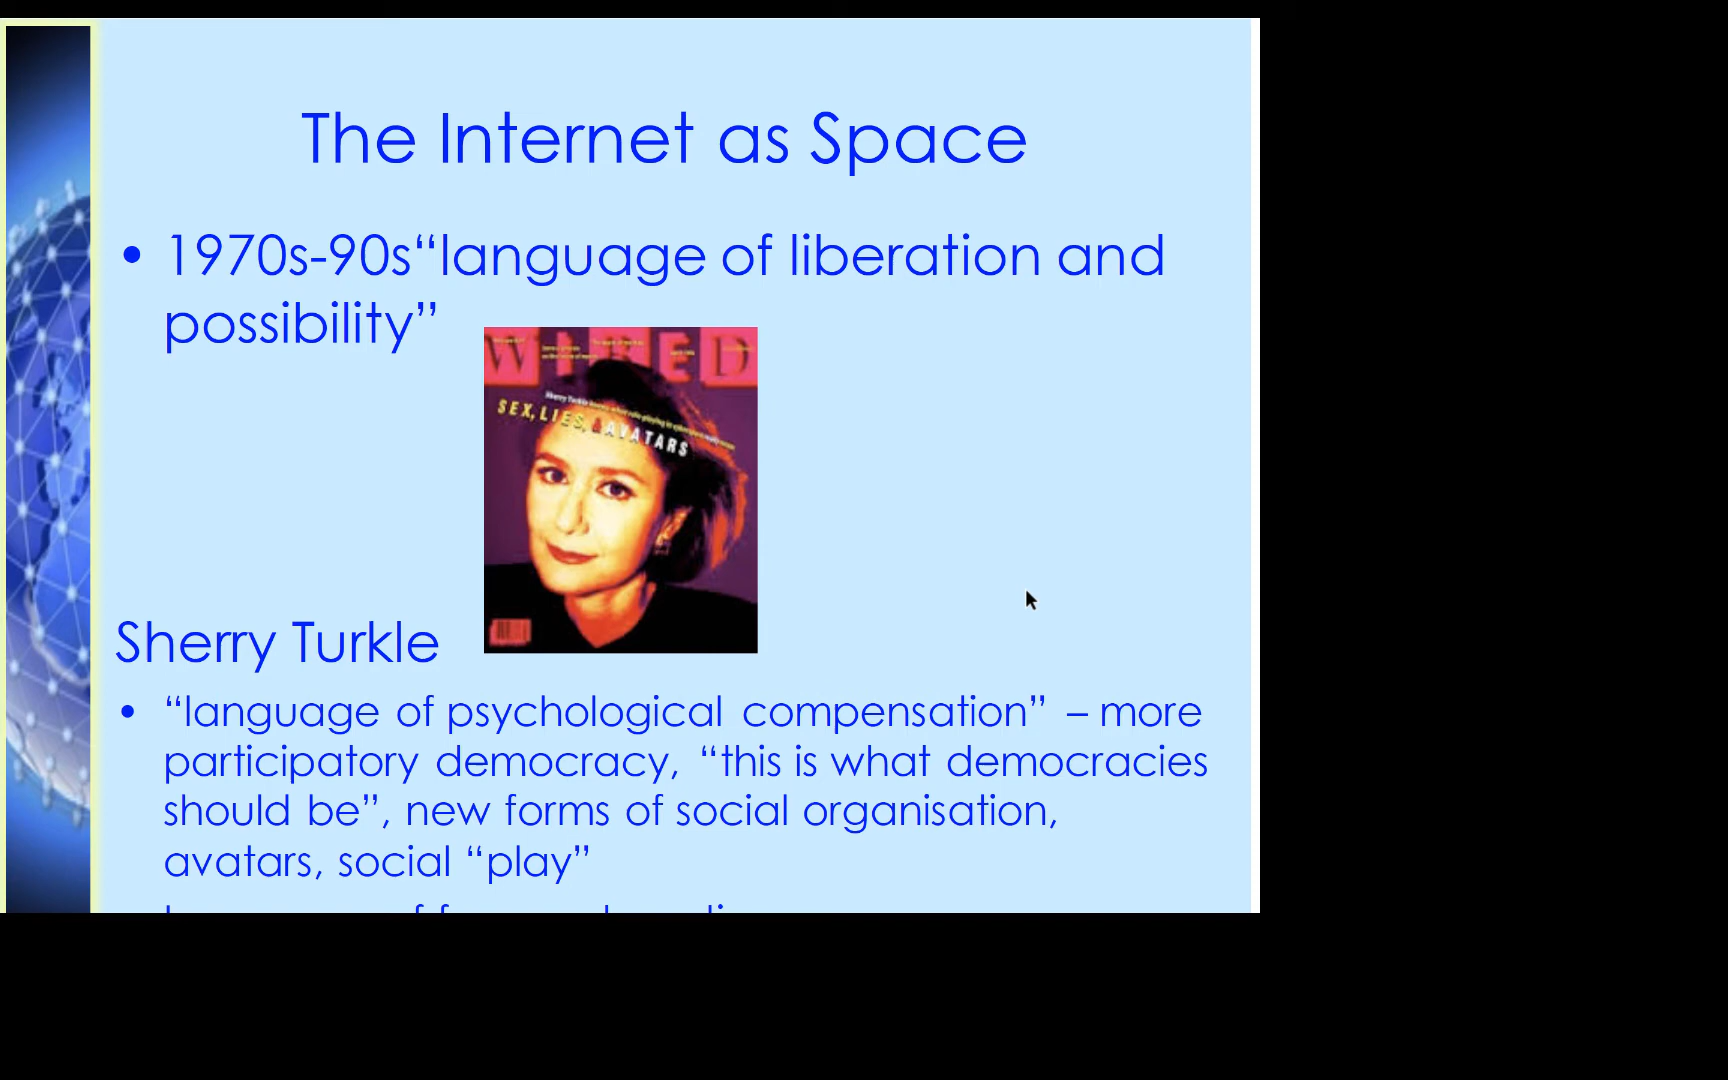 The Internet as Space
• 1970s-90s“language of liberation and
possibility”
WIRED
Sherry Turkle
SEX, LIES, & AVATARS
Sherry Turkle
• “language of psychological compensation” – more
participatory democracy, “this is what democracies
should be”, new forms of social organisation,
avatars, social “play”